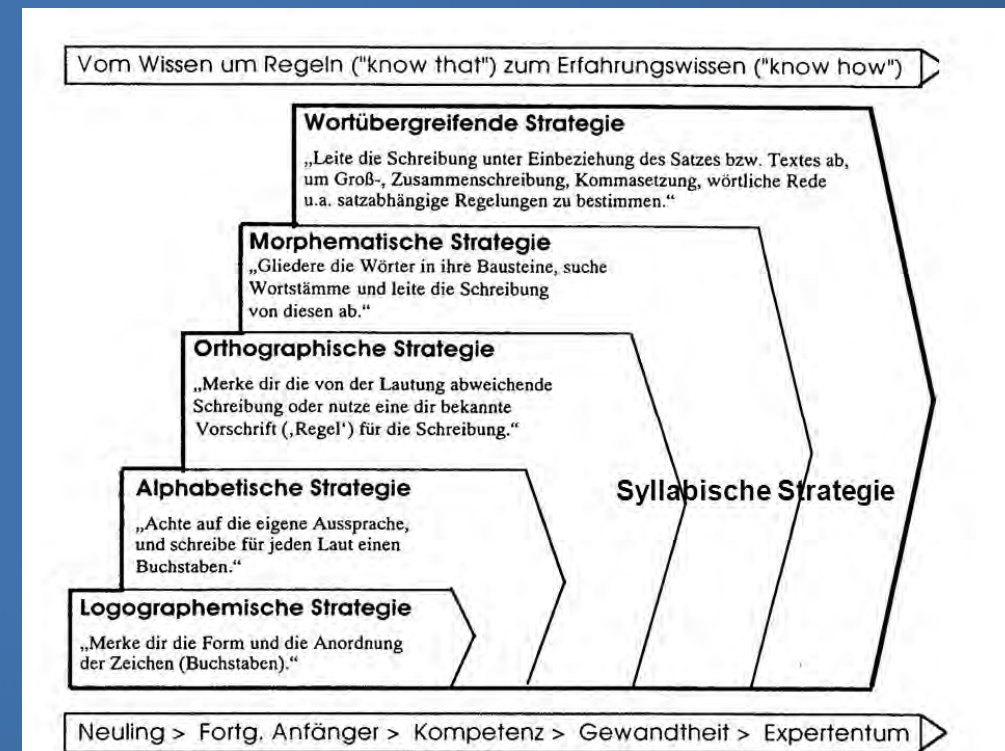 Vom Wissen um Regeln ("know that") zum Erfahrungswissen ("know how")
Wortübergreifende Strategie
„Leite die Schreibung unter Einbeziehung des Satzes bzw. Textes ab,
um Groß-, Zusammenschreibung, Kommasetzung, wörtliche Rede
u.a. satzabhängige Regelungen zu bestimmen.“
Morphematische Strategie
„Gliedere die Wörter in ihre Bausteine, suche
Wortstämme und leite die Schreibung
von diesen ab.“
Orthographische Strategie
„Merke dir die von der Lautung abweichende
Schreibung oder nutze eine dir bekannte
Vorschrift (‚Regel‘) für die Schreibung.“
Alphabetische Strategie
Syllabische Strategie
„Achte auf die eigene Aussprache,
und schreibe für jeden Laut einen
Buchstaben.“
Logographemische Strategie
„Merke dir die Form und die Anordnung
der Zeichen (Buchstaben).“
Neuling > Fortg. Anfänger > Kompetenz > Gewandtheit > Expertentum